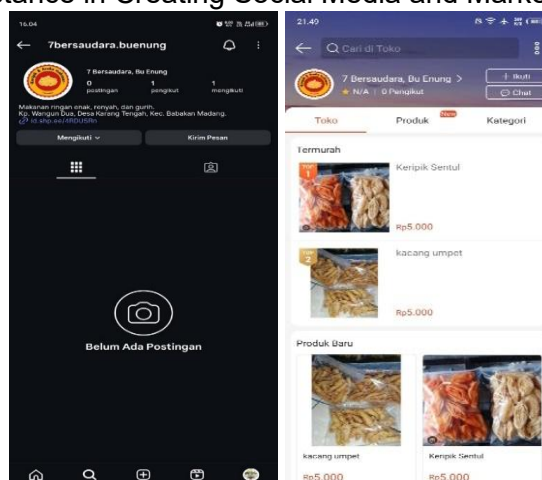 stance in Creating Social Media and Marke
16.04
7bersaudara.buenung
7 Bersaudara, Bu Enung
0 1 1
postingan pengikut mengikuti
Makanan ringan enak, renyah, dan gurih.
Kp. Wangun Dua, Desa Karang Tengah, Kec. Babakan Madang.
Mengikuti
Kirim Pesan
Belum Ada Postingan
21.49
Cari di Toko
7 Bersaudara, Bu Enung >
N/A | 0 Pengikut
+ Ikuti
Chat
Toko Produk New Kategori
Termurah
TOP 1
Keripik Sentul
Rp5.000
2
kacang umpet
Rp5.000
Produk Baru
kacang umpet Keripik Sentul
Rp5.000 Rp5.000